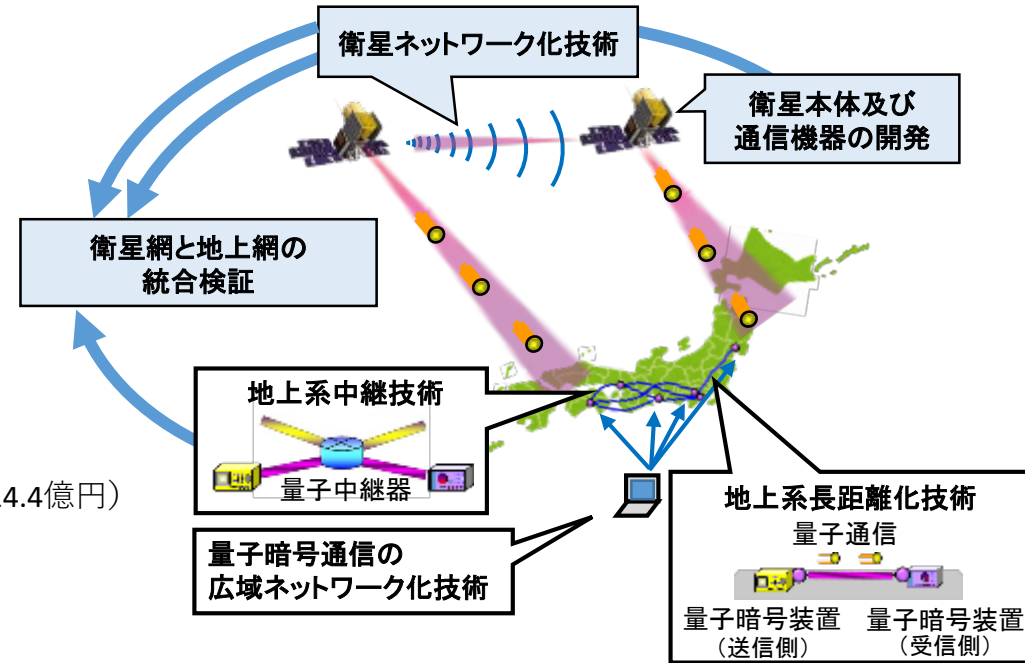 衛星ネットワーク化技術
衛星本体及び
通信機器の開発
衛星網と地上網の
統合検証
地上系中継技術
量子中継器
4.4億円）
量子暗号通信の
広域ネットワーク化技術
地上系長距離化技術
量子通信
量子暗号装置
（送信側）
量子暗号装置
（受信側）